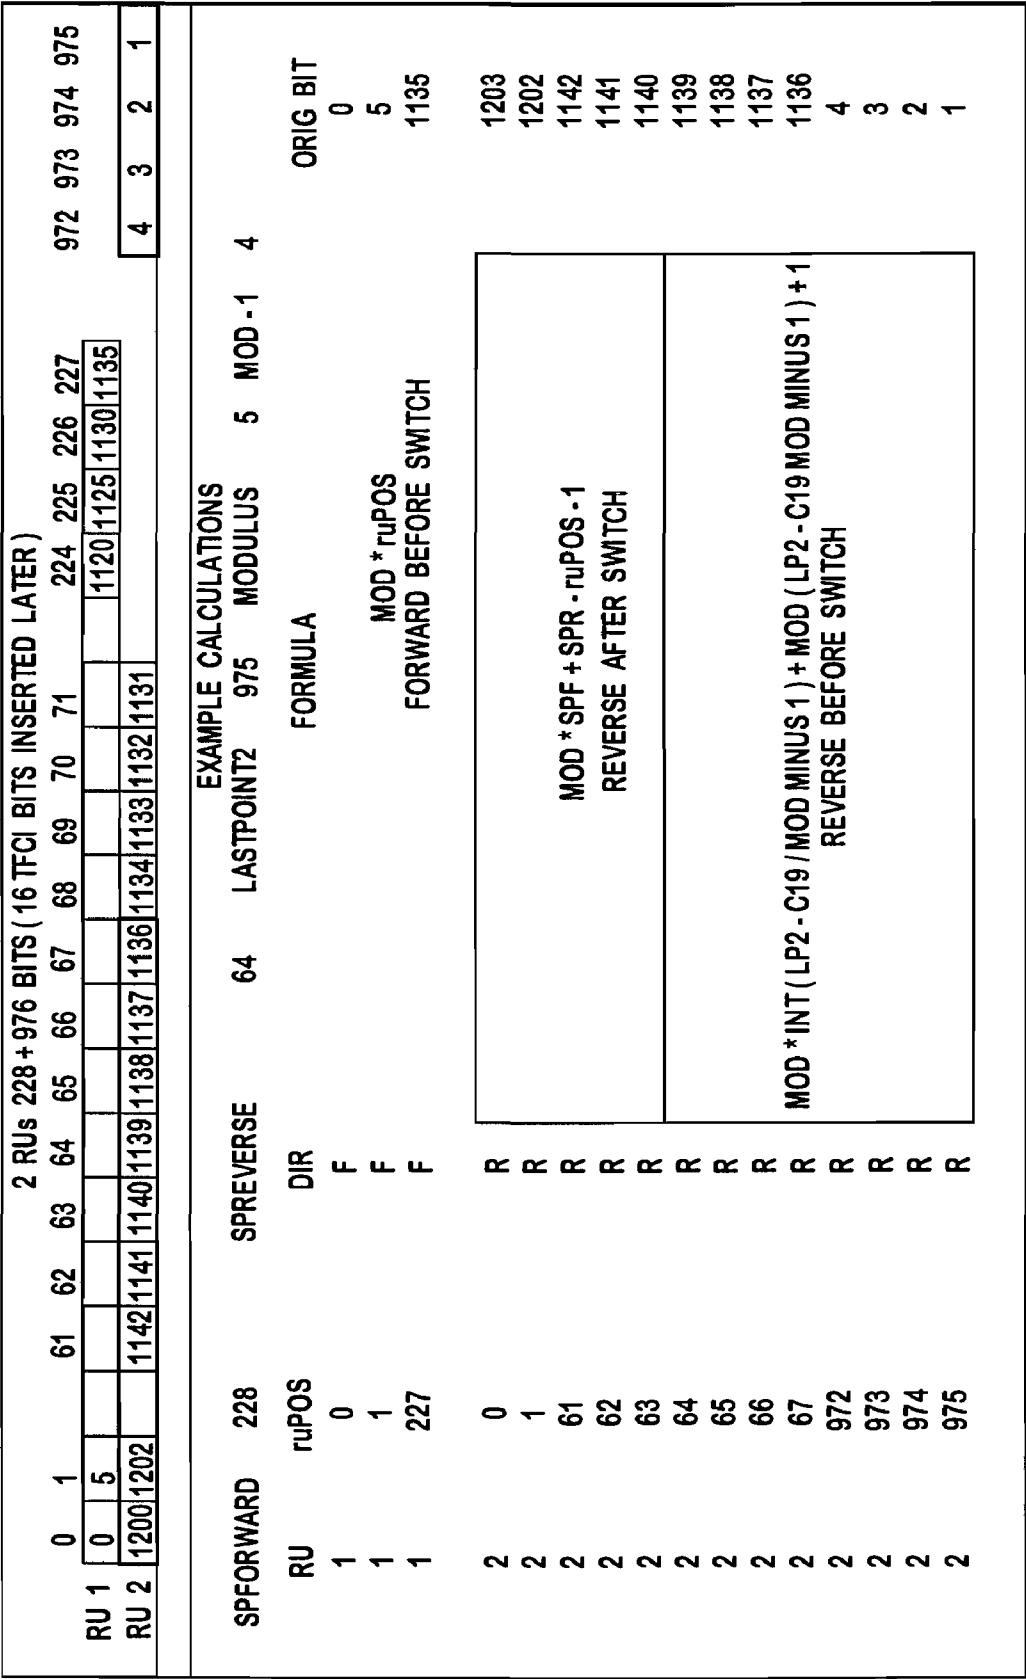 2 RUs 228 + 976 BITS ( 16 TFCI BITS INSERTED LATER )
0 1 61 62 63 64 65 66 67 68 69 70 71 224 225 226 227 972 973 974 975
RU 1 0 5 1120 1125 1130 1135
RU 2 1200 1202 1142 1141 1140 1139 1138 1137 1136 1134 1133 1132 1131 4 3 2 1
EXAMPLE CALCULATIONS
SPFORWARD 228 SPREVERSE 64 LASTPOINT2 975 MODULUS 5 MOD - 1 4
RU ruPOS DIR FORMULA ORIG BIT
1 0 F 0
1 1 F MOD * ruPOS 5
1 227 F FORWARD BEFORE SWITCH 1135
2 0 R 1203
2 1 R 1202
2 61 R MOD * SPF + SPR - ruPOS - 1 1142
2 62 R REVERSE AFTER SWITCH 1141
2 63 R 1140
2 64 R 1139
2 65 R 1138
2 66 R 1137
2 67 R MOD * INT ( LP2 - C19 / MOD MINUS 1 ) + MOD ( LP2 - C19 MOD MINUS 1 ) + 1 1136
2 972 R REVERSE BEFORE SWITCH 4
2 973 R 3
2 974 R 2
2 975 R 1